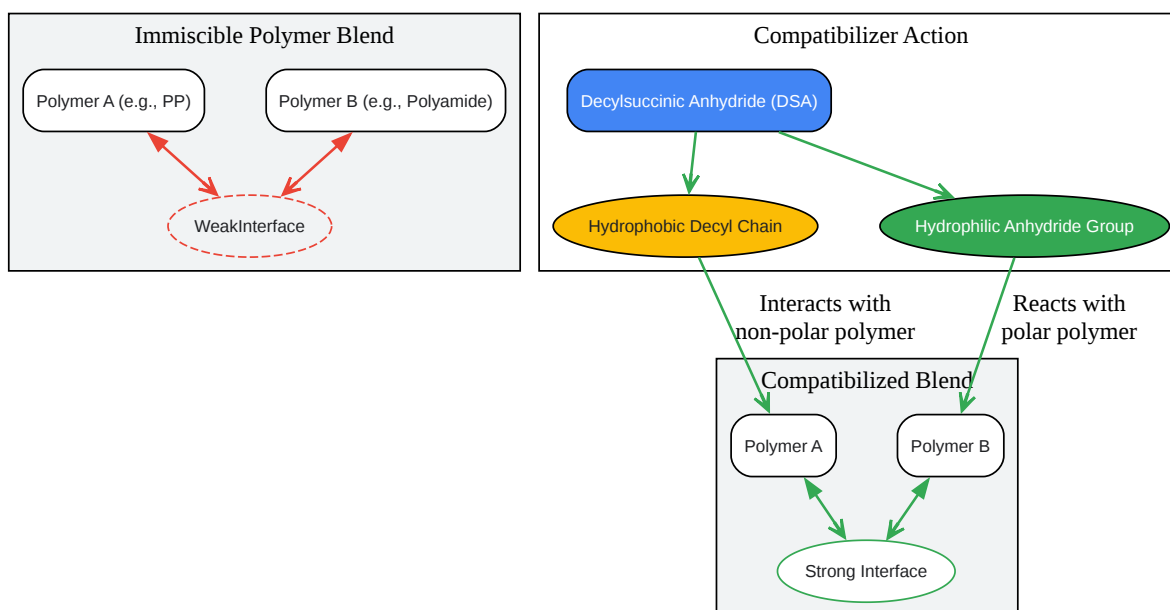 Immiscible Polymer Blend
Polymer A (e.g., PP)
Polymer B (e.g., Polyamide)
WeakInterface
Compatibilizer Action
Decylsuccinic Anhydride (DSA)
Hydrophobic Decyl Chain
Hydrophilic Anhydride Group
Interacts with
non-polar polymer
Reacts with
polar polymer
Compatibilized Blend
Polymer A
Polymer B
Strong Interface